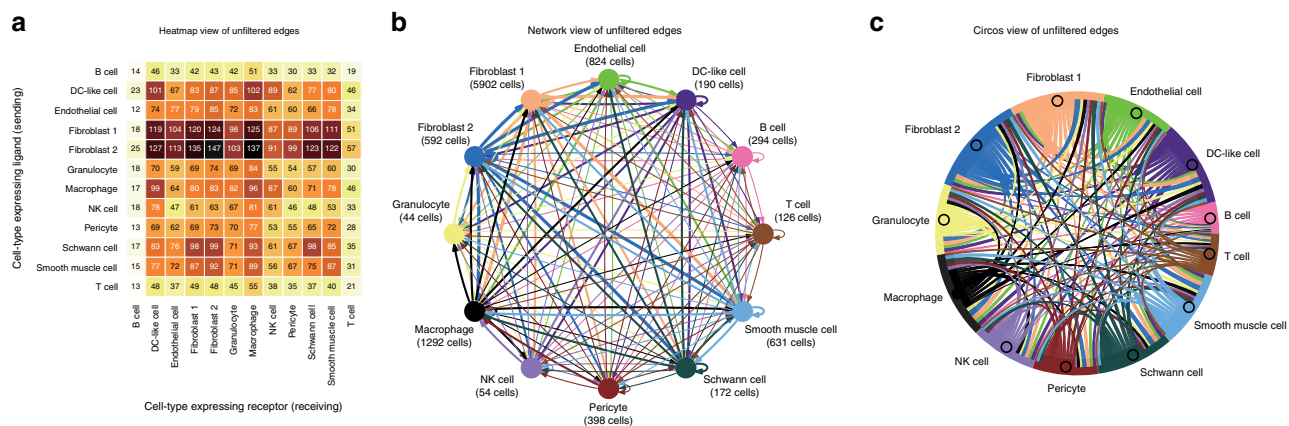 a
Heatmap view of unfiltered edges
Cell-type expressing ligand (sending)
B cell 14 46 33 42 43 42 51 33 30 33 32 19
DC-like cell 23 101 67 83 87 85 102 89 62 77 80 46
Endothelial cell 12 74 77 79 85 72 83 61 60 66 78 34
Fibroblast 1 18 119 104 120 124 98 125 87 89 106 111 51
Fibroblast 2 25 127 113 135 147 103 137 91 99 123 122 57
Granulocyte 18 70 59 69 74 69 84 60 54 57 60 30
Macrophage 17 99 64 80 83 82 96 87 60 71 78 46
NK cell 18 78 47 61 63 67 81 61 46 48 53 33
Pericyte 13 69 62 69 73 70 77 53 55 65 72 28
Schwann cell 17 83 76 98 99 71 93 61 67 98 85 35
Smooth muscle cell 15 77 72 87 92 71 89 56 67 75 87 31
T cell 13 48 37 49 48 45 55 38 35 37 40 21
B cell
DC-like cell
Endothelial cell
Fibroblast 1
Fibroblast 2
Granulocyte
Macrophage
NK cell
Pericyte
Schwann cell
Smooth muscle cell
T cell
Cell-type expressing receptor (receiving)
b
Network view of unfiltered edges
Endothelial cell
(824 cells)
Fibroblast 1
(5902 cells)
DC-like cell
(190 cells)
Fibroblast 2
(592 cells)
B cell
(294 cells)
Granulocyte
(44 cells)
T cell
(126 cells)
Macrophage
(1292 cells)
Smooth muscle cell
(631 cells)
NK cell
(54 cells)
Schwann cell
(172 cells)
Pericyte
(398 cells)
c
Circos view of unfiltered edges
Fibroblast 1
Endothelial cell
Fibroblast 2
DC-like cell
Granulocyte
B cell
T cell
Macrophage
Smooth muscle cell
NK cell
Schwann cell
Pericyte